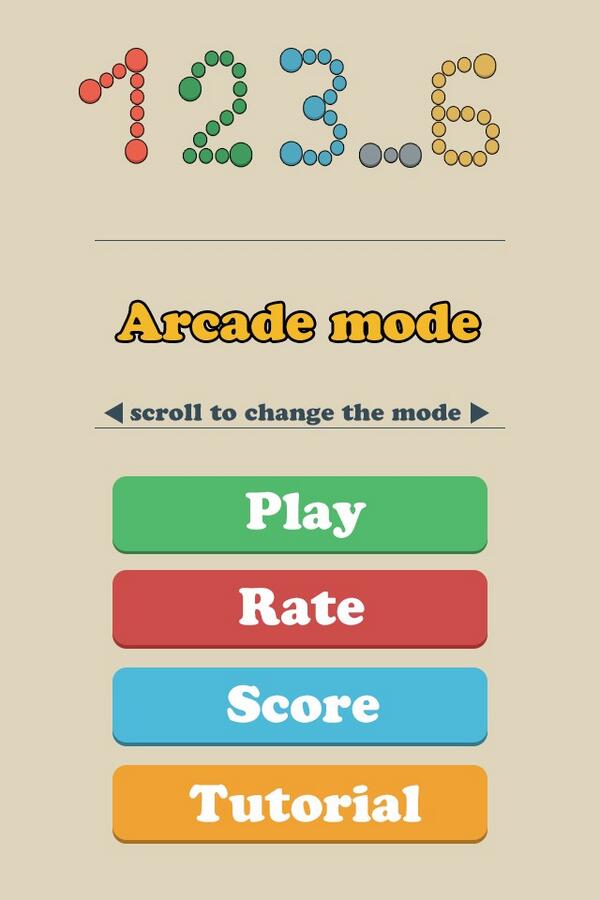 123_6
Arcade mode
scroll to change the mode
Play
Rate
Score
Tutorial